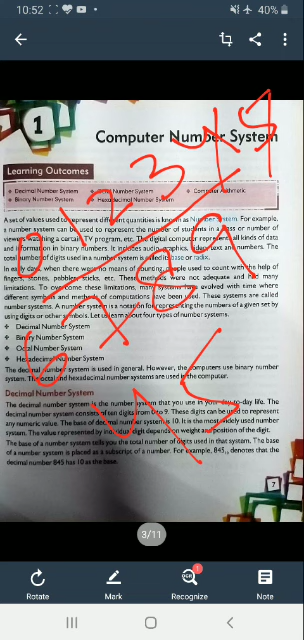 10:52 40%
1
Computer Number System
Learning Outcomes
Decimal Number System Number System Computer Arithmetic
Binary Number System Hexadecimal Number System
A set of values used to represent different quantities is known as Number System. For example,
a number system can be used to represent the number of students in a class or number of
viewers watching a certain TV program, etc. The digital computer represents all kinds of data
and information in binary numbers. It includes audio, graphics, video, text and numbers. The
total number of digits used in a number system is called its base or radix.
In early days when there were no means of counting, people used to count with the help of
fingers, stones, pebbles, sticks, etc. These methods were not adequate and had many
limitations. To overcome these limitations, many systems evolved with time where
different symbols and methods of computations have been used. These systems are called
number systems. A number system is a notation for representing the numbers of a given set by
using digits or other symbols. Let us learn about four types of number systems.
Decimal Number System
Binary Number System
Octal Number System
Hexadecimal Number System
The decimal number system is used in general. However, the computers use binary number
system. The octal and hexadecimal number systems are used in the computer.
Decimal Number System
The decimal number system is the number system that you use in your day-to-day life. The
decimal number system contains ten digits from 0 to 9. These digits can be used to represent
any numeric value. The base of decimal number system is 10. It is the most widely used number
system. The value represented by individual digit depends on weight and position of the digit.
The base of a number system tells you the total number of digits used in that system. The base
of a number system is placed as a subscript of a number. For example, 845₁₀ denotes that the
decimal number 845 has 10 as the base.
7
3/11
Rotate Mark Recognize Note